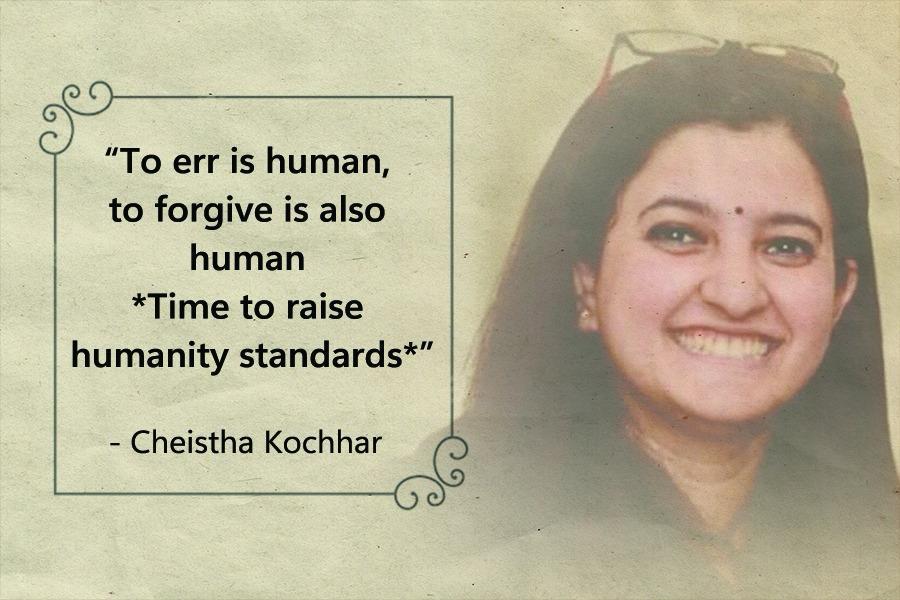 “To err is human,
to forgive is also
human
*Time to raise
humanity standards*”
- Cheistha Kochhar